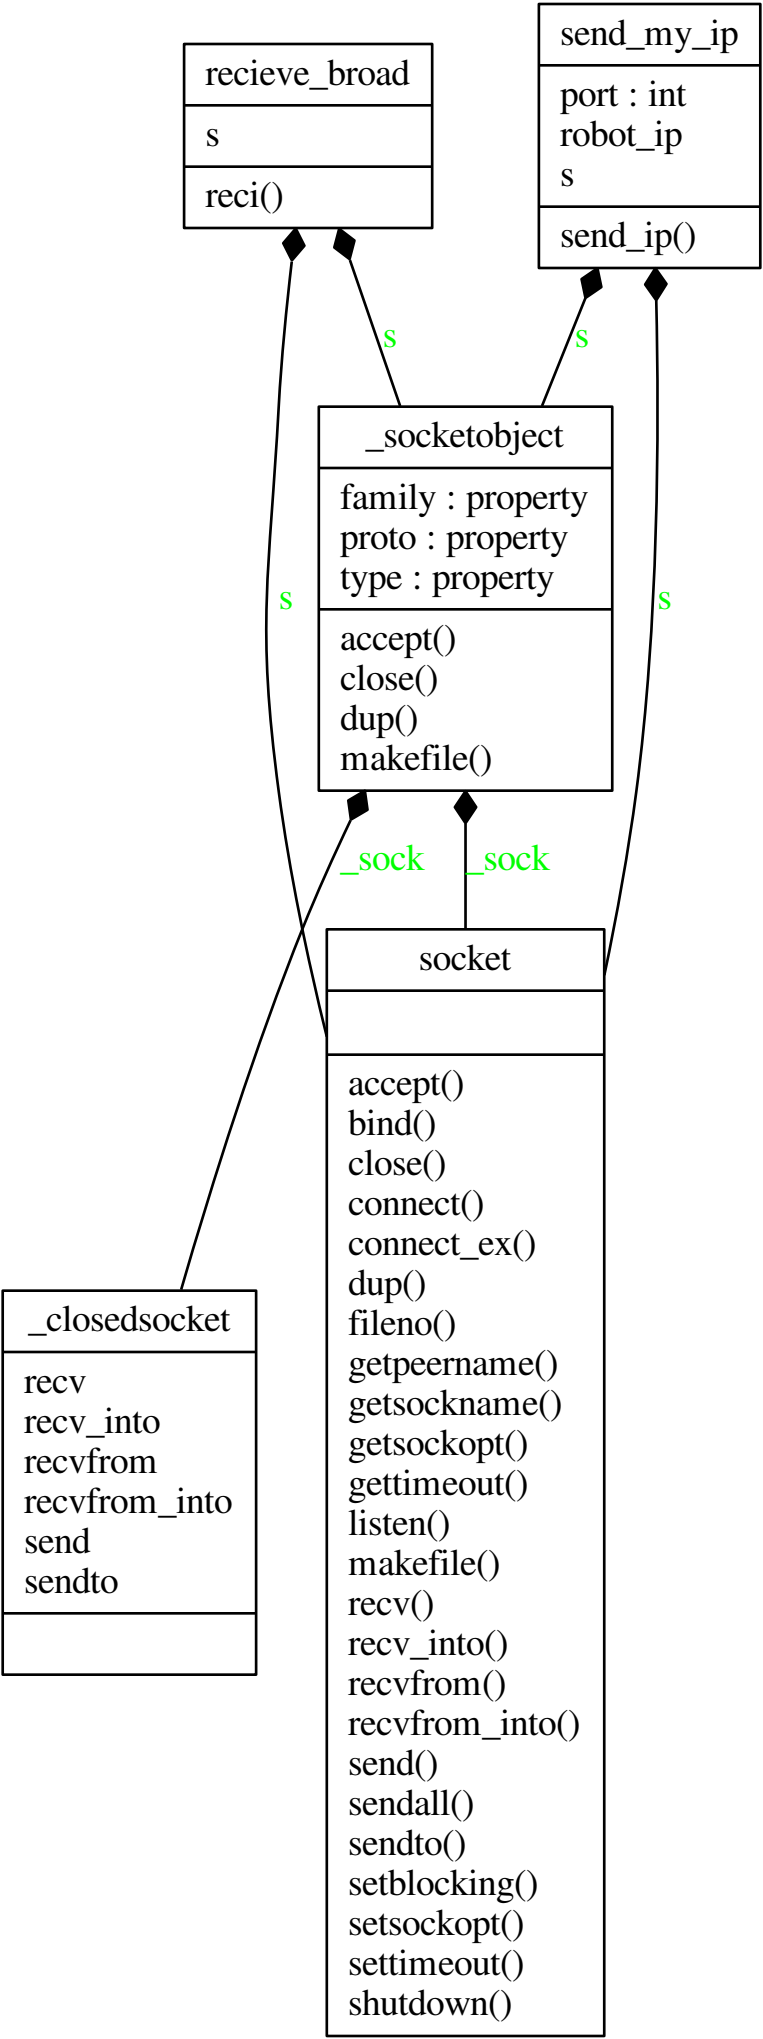 send_my_ip
port : int
robot_ip
s
send_ip()
recieve_broad
s
reci()
s
s
_socketobject
family : property
proto : property
type : property
accept()
close()
dup()
makefile()
s
s
_sock
_sock
socket
accept()
bind()
close()
connect()
connect_ex()
dup()
fileno()
getpeername()
getsockname()
getsockopt()
gettimeout()
listen()
makefile()
recv()
recv_into()
recvfrom()
recvfrom_into()
send()
sendall()
sendto()
setblocking()
setsockopt()
settimeout()
shutdown()
_closedsocket
recv
recv_into
recvfrom
recvfrom_into
send
sendto